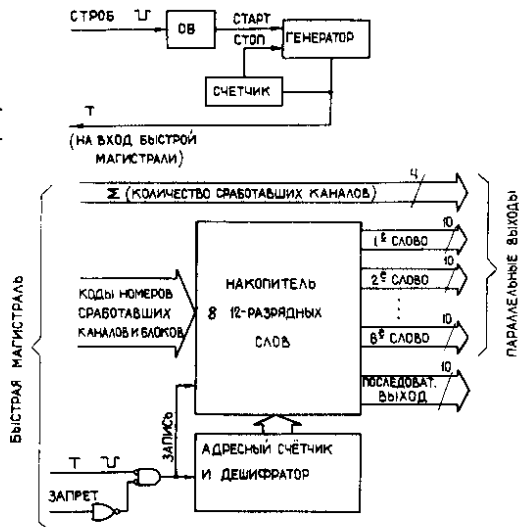 СТРОБ
ОВ
СТАРТ
СТОП
ГЕНЕРАТОР
СЧЕТЧИК
T
(НА ВХОД БЫСТРОЙ
МАГИСТРАЛИ)
Σ (КОЛИЧЕСТВО СРАБОТАВШИХ КАНАЛОВ)
4
БЫСТРАЯ МАГИСТРАЛЬ
КОДЫ НОМЕРОВ
СРАБОТАВШИХ
КАНАЛОВ И БЛОКОВ
НАКОПИТЕЛЬ
8 12-РАЗРЯДНЫХ
СЛОВ
10
1е СЛОВО
10
2е СЛОВО
10
8е СЛОВО
10
ПОСЛЕДОВАТ.
ВЫХОД
ПАРАЛЛЕЛЬНЫЕ ВЫХОДЫ
ЗАПИСЬ
АДРЕСНЫЙ СЧЁТЧИК
И ДЕШИФРАТОР
T
ЗАПРЕТ